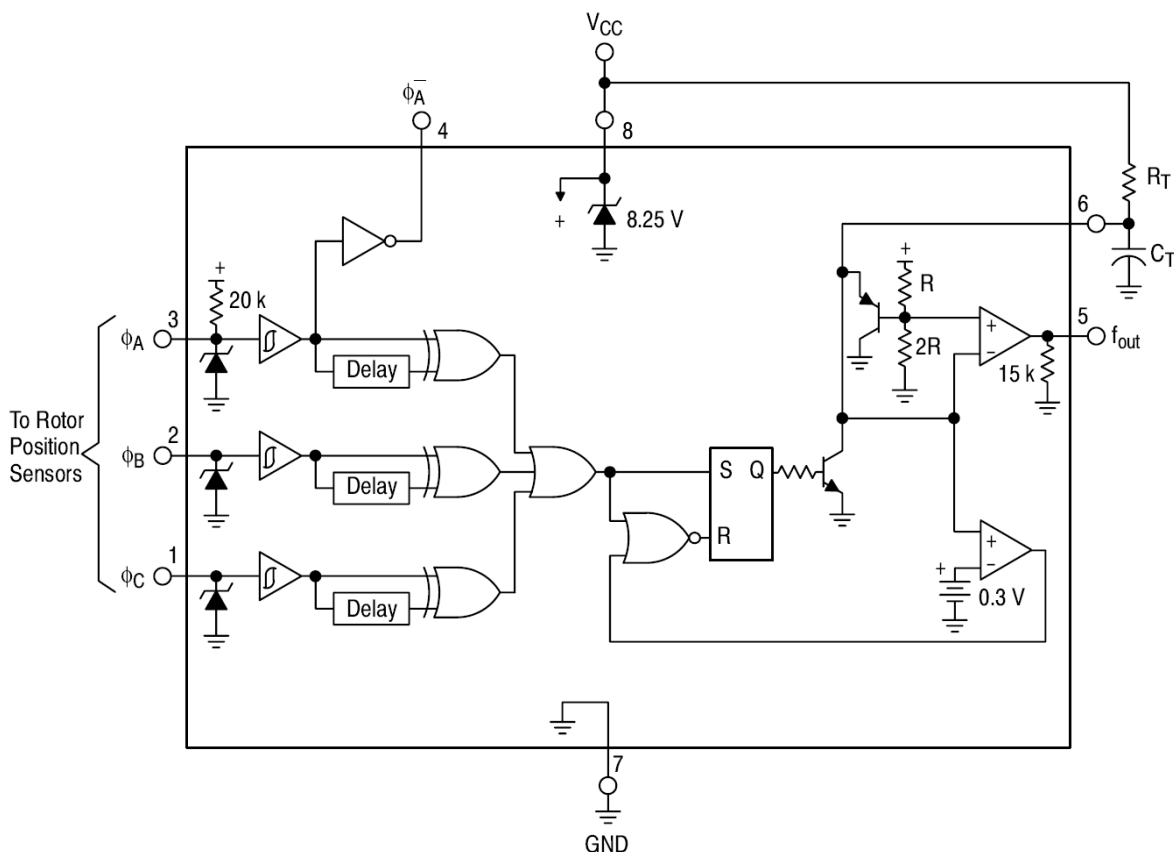 V_CC
ϕ_A̅
4
8
+
8.25 V
R_T
6
C_T
+
R
+
20 k
3
ϕ_A
+
−
5
f_out
2R
15 k
Delay
To Rotor
Position
Sensors
2
ϕ_B
Delay
S Q
R
1
ϕ_C
Delay
+
−
+
0.3 V
7
GND